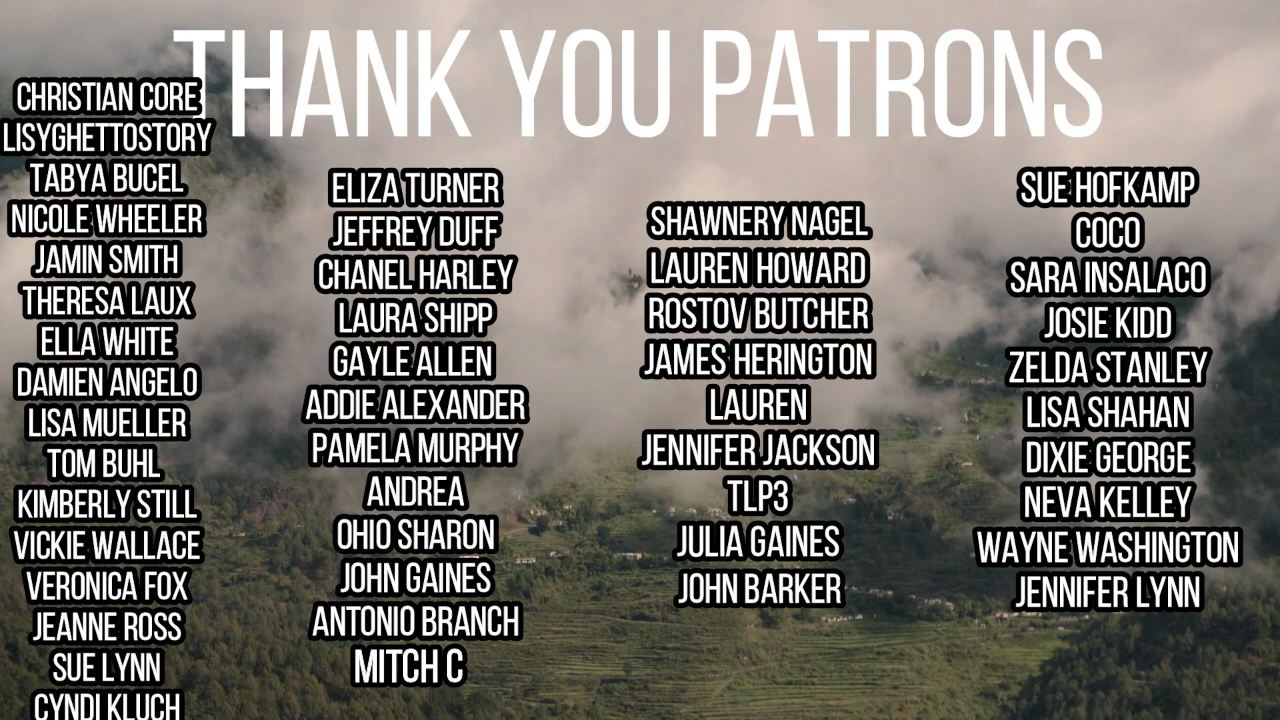 THANK YOU PATRONS
CHRISTIAN CORE
LISYGHETTOSTORY
TABYA BUCEL
NICOLE WHEELER
JAMIN SMITH
THERESA LAUX
ELLA WHITE
DAMIEN ANGELO
LISA MUELLER
TOM BUHL
KIMBERLY STILL
VICKIE WALLACE
VERONICA FOX
JEANNE ROSS
SUE LYNN
CYNDI KLUCH
ELIZA TURNER
JEFFREY DUFF
CHANEL HARLEY
LAURA SHIPP
GAYLE ALLEN
ADDIE ALEXANDER
PAMELA MURPHY
ANDREA
OHIO SHARON
JOHN GAINES
ANTONIO BRANCH
MITCH C
SHAWNERY NAGEL
LAUREN HOWARD
ROSTOV BUTCHER
JAMES HERINGTON
LAUREN
JENNIFER JACKSON
TLP3
JULIA GAINES
JOHN BARKER
SUE HOFKAMP
COCO
SARA INSALACO
JOSIE KIDD
ZELDA STANLEY
LISA SHAHAN
DIXIE GEORGE
NEVA KELLEY
WAYNE WASHINGTON
JENNIFER LYNN